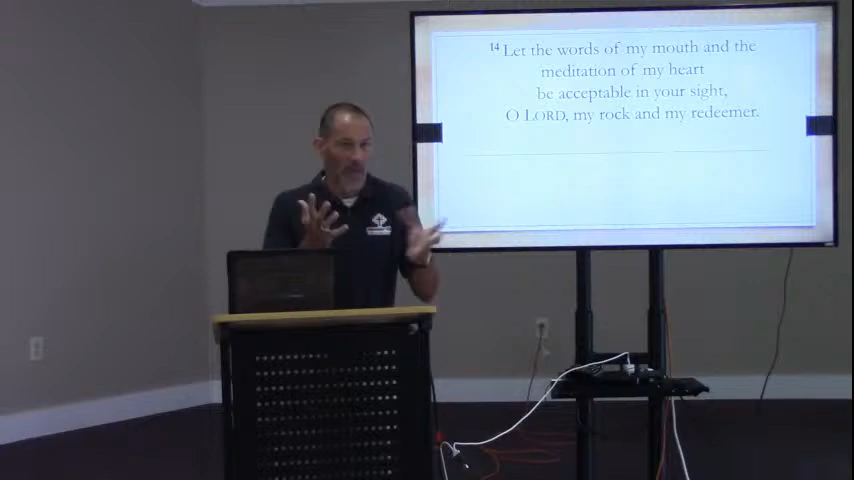 14 Let the words of my mouth and the
meditation of my heart
be acceptable in your sight,
O LORD, my rock and my redeemer.